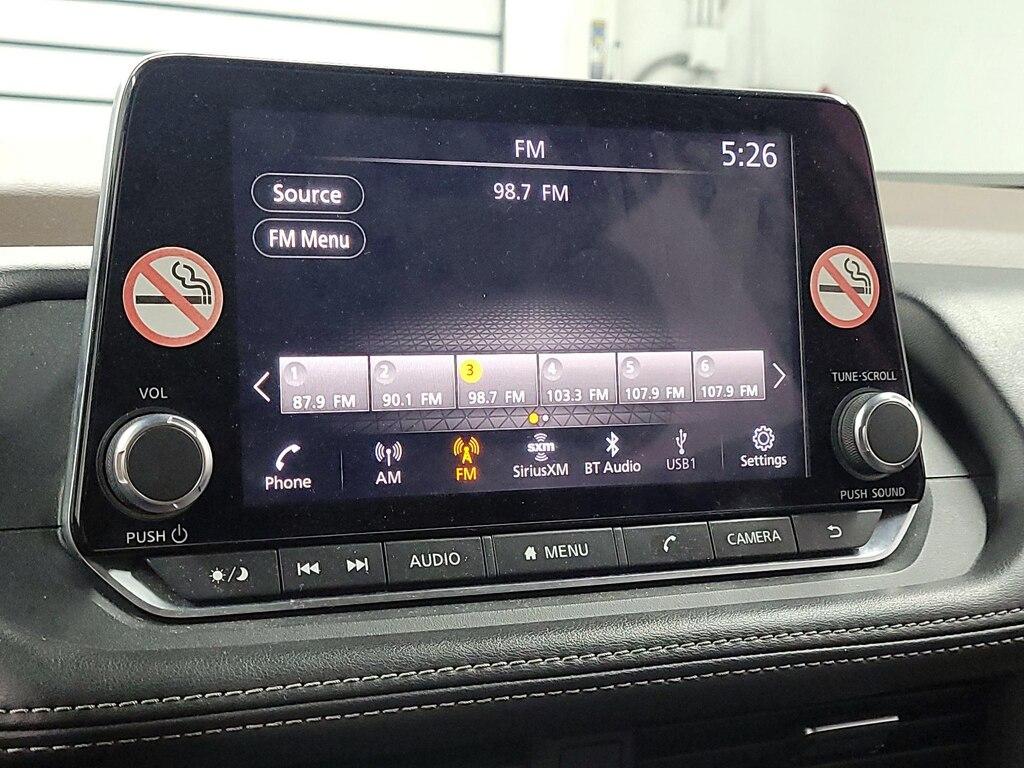 FM
5:26
Source
98.7 FM
FM Menu
VOL
TUNE·SCROLL
1
2
3
4
5
6
87.9 FM
90.1 FM
98.7 FM
103.3 FM
107.9 FM
107.9 FM
Phone
AM
FM
sxm
SiriusXM
BT Audio
USB1
Settings
PUSH
PUSH SOUND
AUDIO
MENU
CAMERA